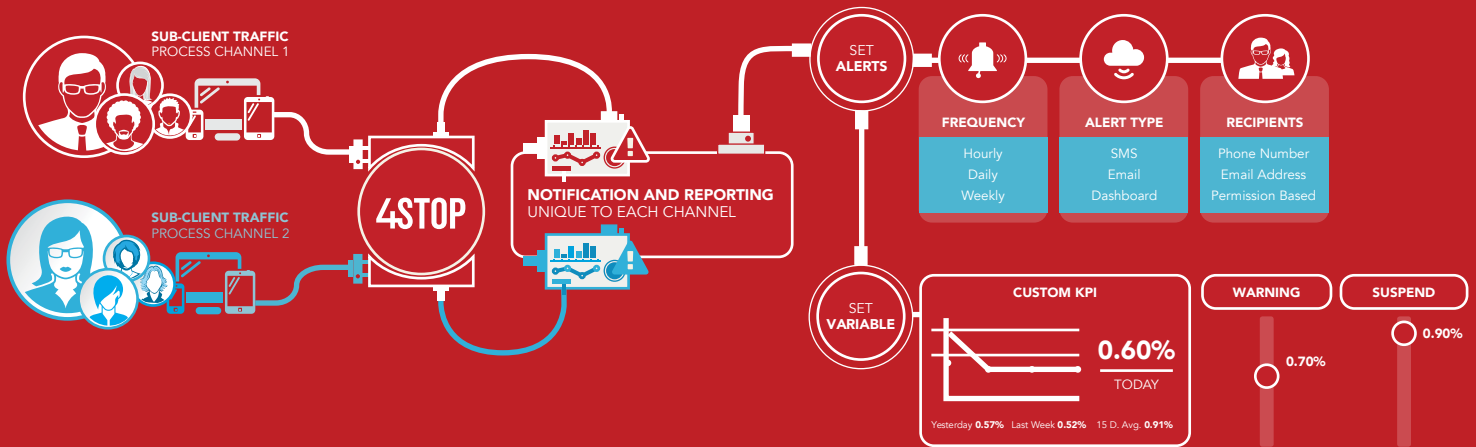 SUB-CLIENT TRAFFIC
PROCESS CHANNEL 1
SUB-CLIENT TRAFFIC
PROCESS CHANNEL 2
4STOP
NOTIFICATION AND REPORTING
UNIQUE TO EACH CHANNEL
SET
ALERTS
FREQUENCY
Hourly
Daily
Weekly
ALERT TYPE
SMS
Email
Dashboard
RECIPIENTS
Phone Number
Email Address
Permission Based
SET
VARIABLE
CUSTOM KPI
0.60%
TODAY
Yesterday 0.57% Last Week 0.52% 15 D. Avg. 0.91%
WARNING
0.70%
SUSPEND
0.90%